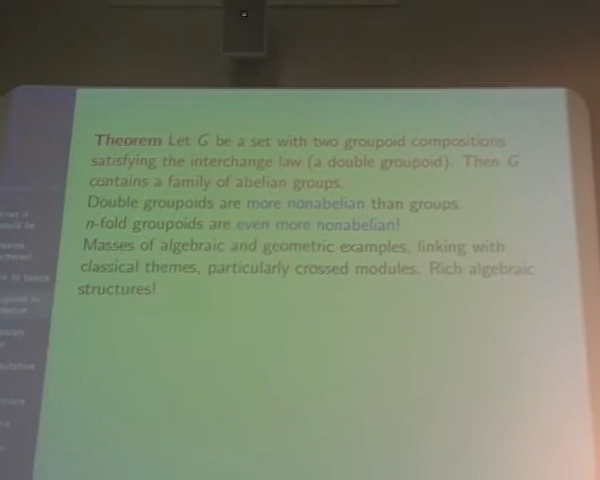 Theorem Let G be a set with two groupoid compositions
satisfying the interchange law (a double groupoid). Then G
contains a family of abelian groups.
Double groupoids are more nonabelian than groups.
n-fold groupoids are even more nonabelian!
Masses of algebraic and geometric examples, linking with
classical themes, particularly crossed modules. Rich algebraic
structures!